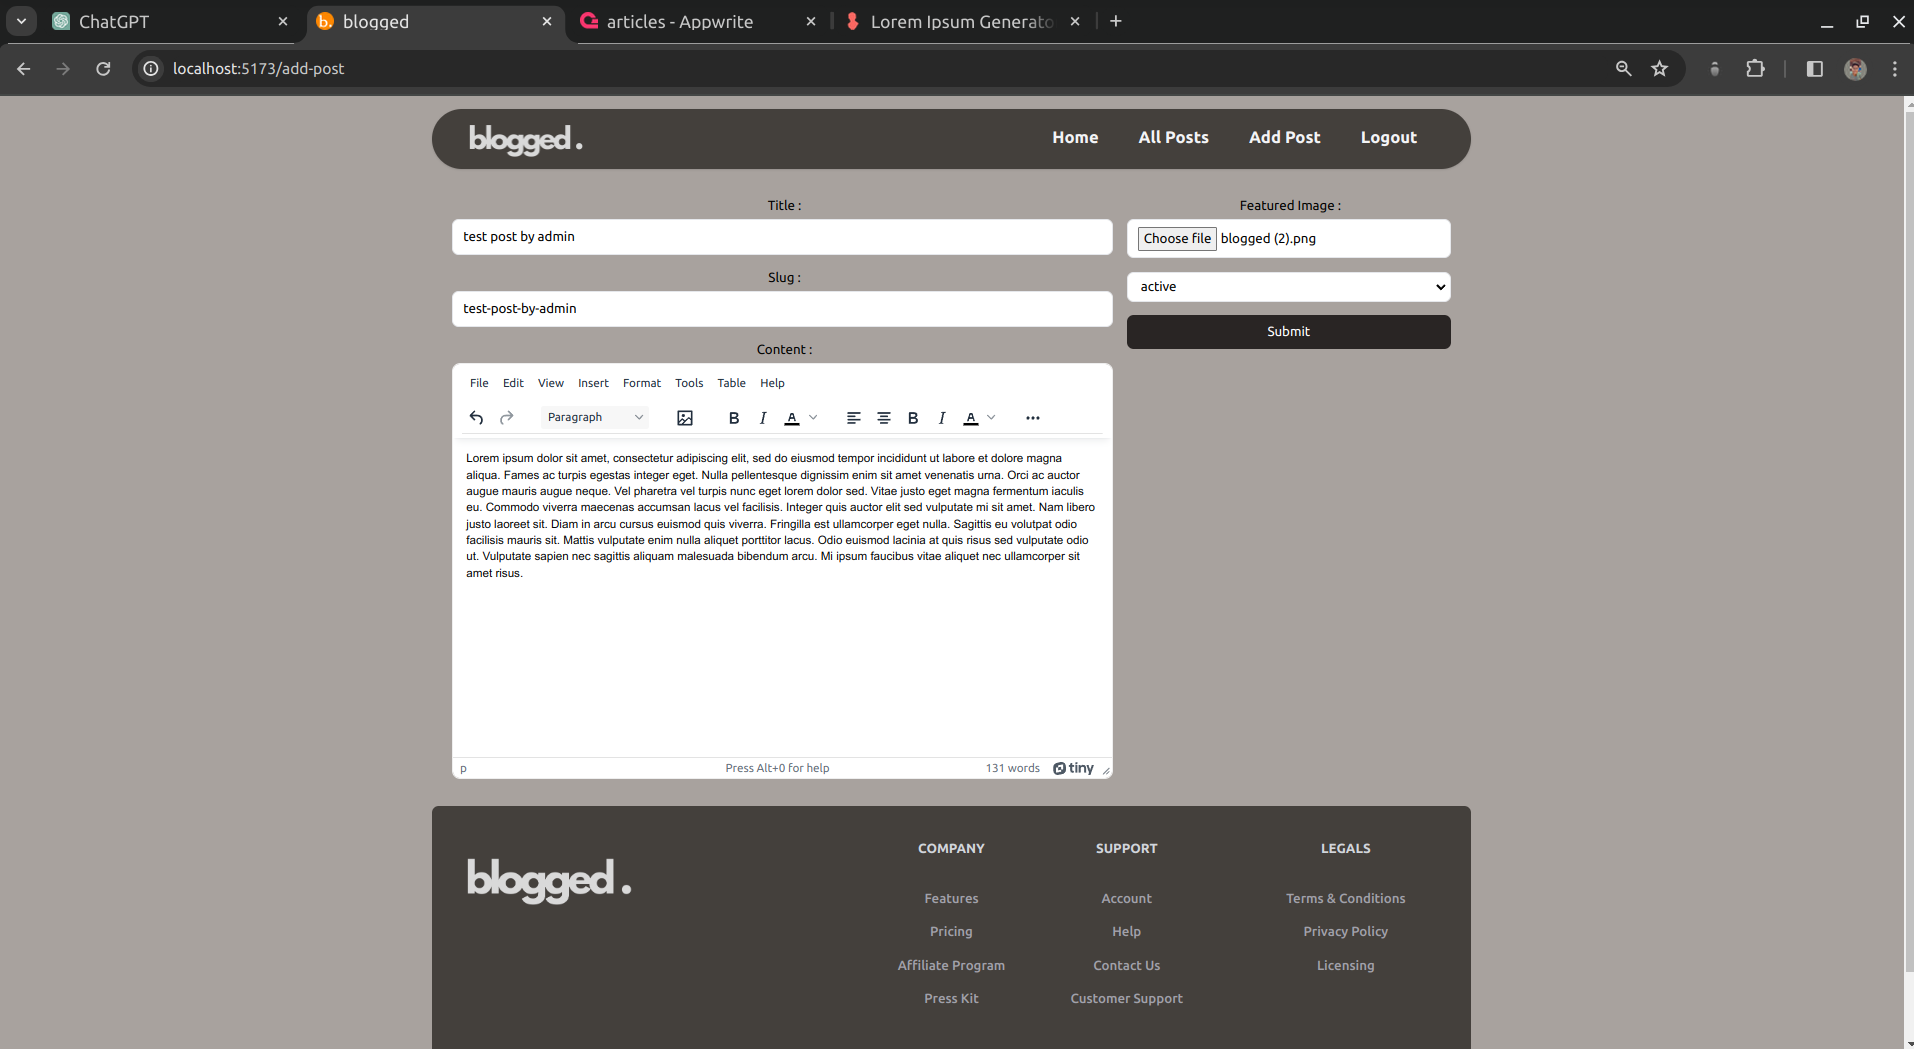 ChatGPT
blogged
articles - Appwrite
Lorem Ipsum Generato
localhost:5173/add-post
blogged .
Home
All Posts
Add Post
Logout
Title :
test post by admin
Slug :
test-post-by-admin
Content :
File Edit View Insert Format Tools Table Help
Paragraph
B I A
B I A
Lorem ipsum dolor sit amet, consectetur adipiscing elit, sed do eiusmod tempor incididunt ut labore et dolore magna
aliqua. Fames ac turpis egestas integer eget. Nulla pellentesque dignissim enim sit amet venenatis urna. Orci ac auctor
augue mauris augue neque. Vel pharetra vel turpis nunc eget lorem dolor sed. Vitae justo eget magna fermentum iaculis
eu. Commodo viverra maecenas accumsan lacus vel facilisis. Integer quis auctor elit sed vulputate mi sit amet. Nam libero
justo laoreet sit. Diam in arcu cursus euismod quis viverra. Fringilla est ullamcorper eget nulla. Sagittis eu volutpat odio
facilisis mauris sit. Mattis vulputate enim nulla aliquet porttitor lacus. Odio euismod lacinia at quis risus sed vulputate odio
ut. Vulputate sapien nec sagittis aliquam malesuada bibendum arcu. Mi ipsum faucibus vitae aliquet nec ullamcorper sit
amet risus.
p
Press Alt+0 for help
131 words
tiny
Featured Image :
Choose file blogged (2).png
active
Submit
blogged .
COMPANY
Features
Pricing
Affiliate Program
Press Kit
SUPPORT
Account
Help
Contact Us
Customer Support
LEGALS
Terms & Conditions
Privacy Policy
Licensing